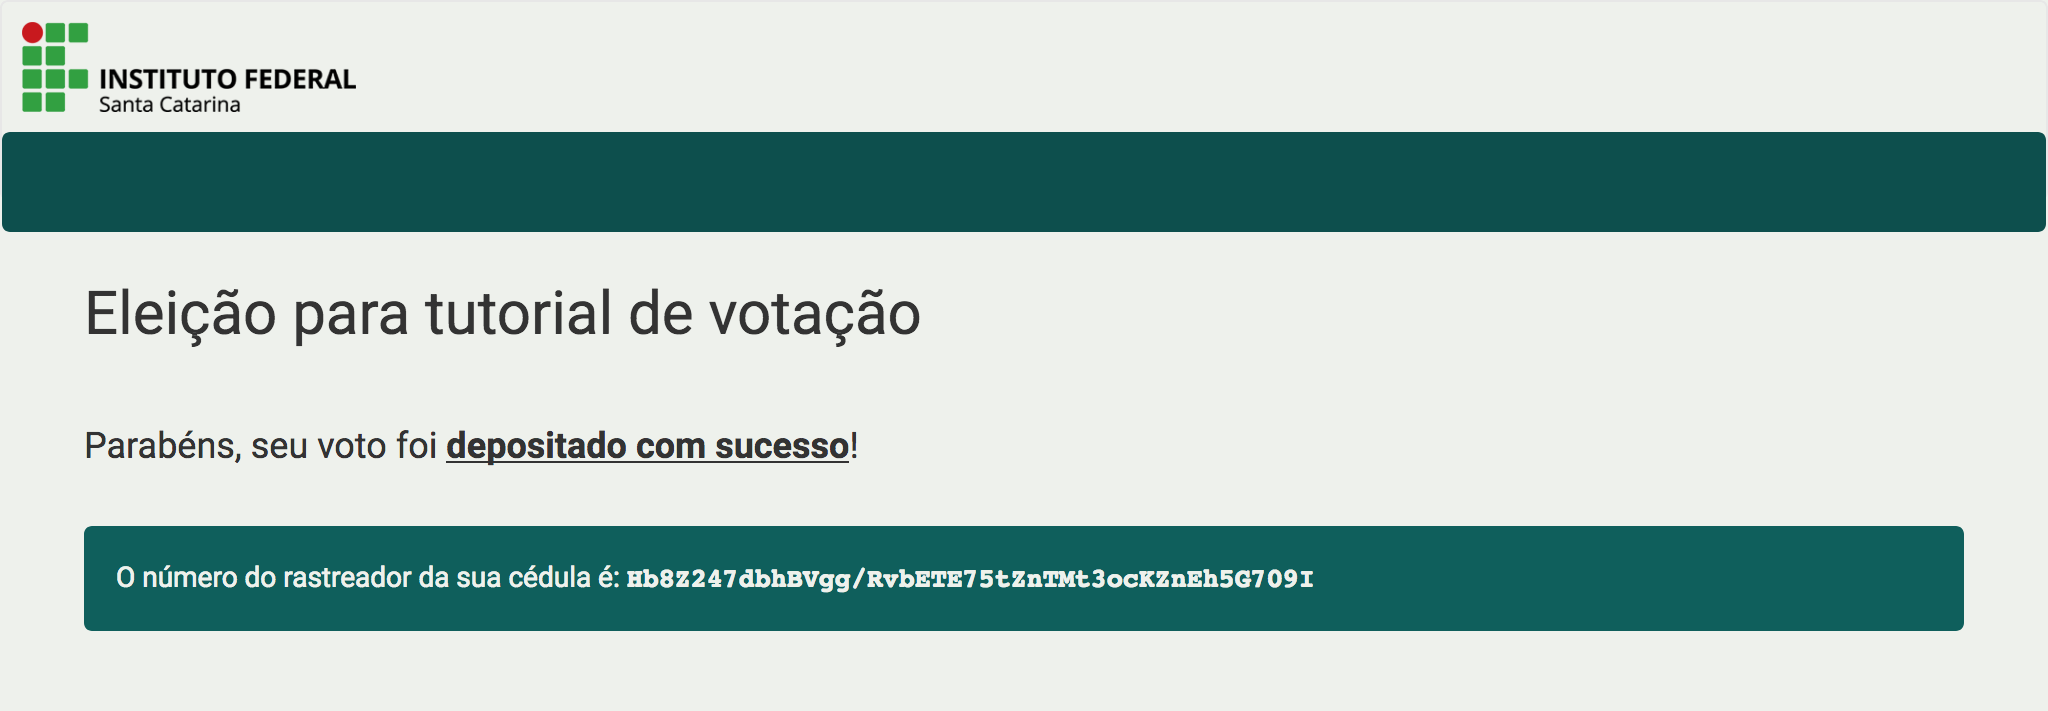 INSTITUTO FEDERAL
Santa Catarina
Eleição para tutorial de votação
Parabéns, seu voto foi depositado com sucesso!
O número do rastreador da sua cédula é: Hb8Z247dbhBVgg/RvbETE75tZnTMt3ocKZnEh5G709I